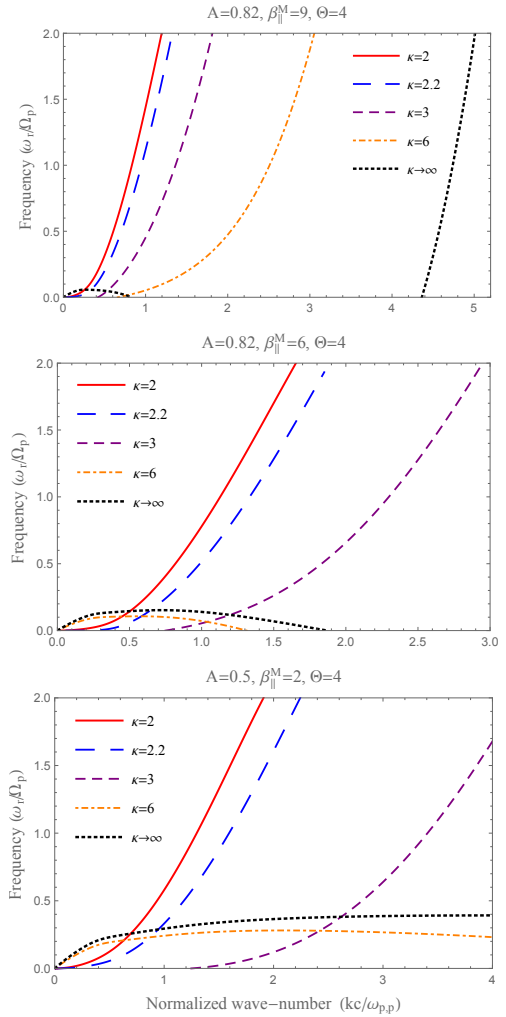 A=0.82, β∥ᴹ=9, Θ=4
2.0
1.5
1.0
0.5
0.0
Frequency (ωr/Ωp)
κ=2
κ=2.2
κ=3
κ=6
κ→∞
0 1 2 3 4 5
A=0.82, β∥ᴹ=6, Θ=4
2.0
1.5
1.0
0.5
0.0
Frequency (ωr/Ωp)
κ=2
κ=2.2
κ=3
κ=6
κ→∞
0.0 0.5 1.0 1.5 2.0 2.5 3.0
A=0.5, β∥ᴹ=2, Θ=4
2.0
1.5
1.0
0.5
0.0
Frequency (ωr/Ωp)
κ=2
κ=2.2
κ=3
κ=6
κ→∞
0 1 2 3 4
Normalized wave−number (kc/ωp,p)